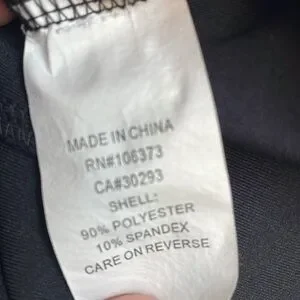 MADE IN CHINA
RN#106373
CA#30293
SHELL:
90% POLYESTER
10% SPANDEX
CARE ON REVERSE